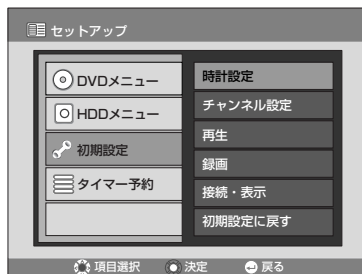 セットアップ
DVDメニュー
HDDメニュー
初期設定
タイマー予約
時計設定
チャンネル設定
再生
録画
接続・表示
初期設定に戻す
項目選択 決定 戻る